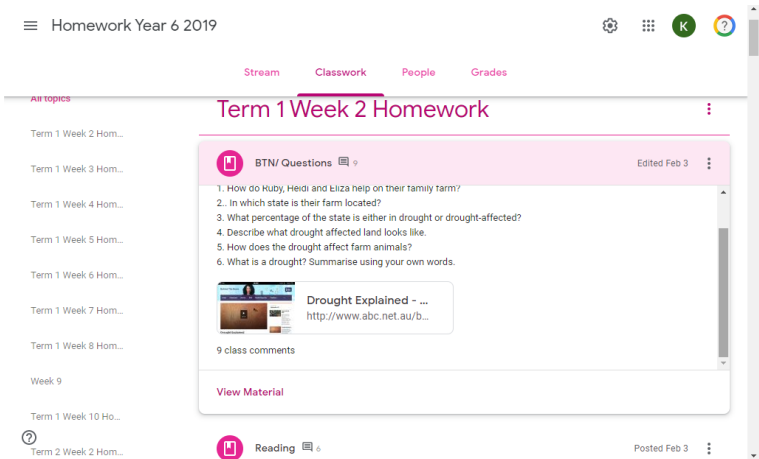 Homework Year 6 2019
K
?
Stream
Classwork
People
Grades
All topics
Term 1 Week 2 Hom...
Term 1 Week 3 Hom...
Term 1 Week 4 Hom...
Term 1 Week 5 Hom...
Term 1 Week 6 Hom...
Term 1 Week 7 Hom...
Term 1 Week 8 Hom...
Week 9
Term 1 Week 10 Ho...
Term 2 Week 2 Hom...
?
Term 1 Week 2 Homework
BTN/ Questions 9
Edited Feb 3
1. How do Ruby, Heidi and Eliza help on their family farm?
2.. In which state is their farm located?
3. What percentage of the state is either in drought or drought-affected?
4. Describe what drought affected land looks like.
5. How does the drought affect farm animals?
6. What is a drought? Summarise using your own words.
Drought Explained - ...
http://www.abc.net.au/b...
9 class comments
View Material
Reading 6
Posted Feb 3